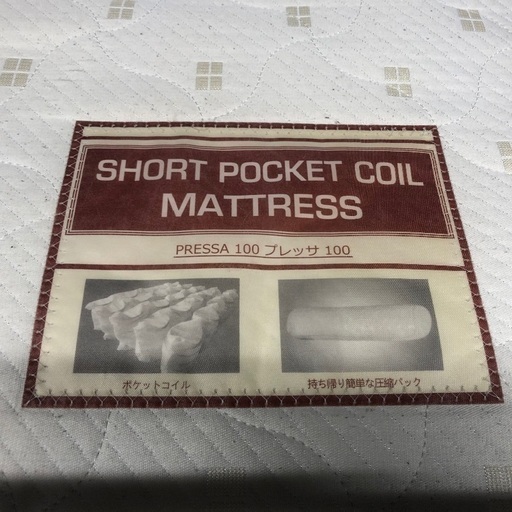 SHORT POCKET COIL
MATTRESS
PRESSA 100 プレッサ 100
ポケットコイル
持ち帰り簡単な圧縮パック